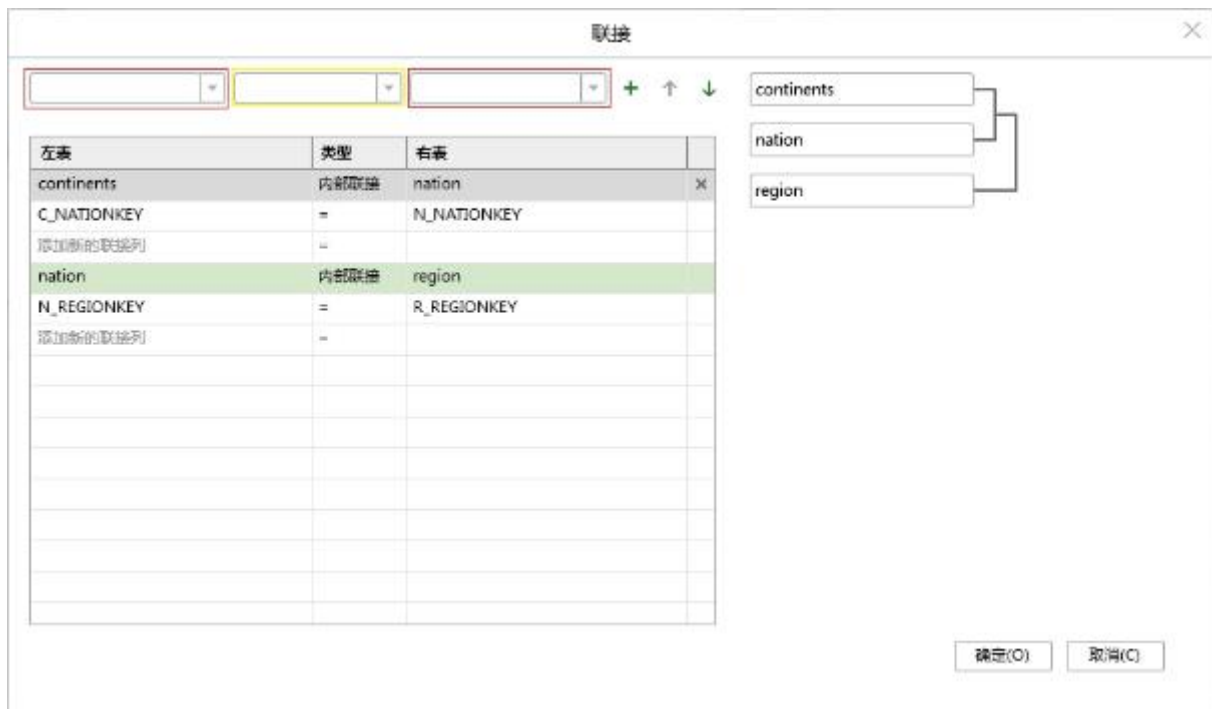 联接
continents
nation
region
左表 类型 右表
continents 内部联接 nation
C_NATIONKEY = N_NATIONKEY
添加新的联接列 =
nation 内部联接 region
N_REGIONKEY = R_REGIONKEY
添加新的联接列 =
确定(O) 取消(C)